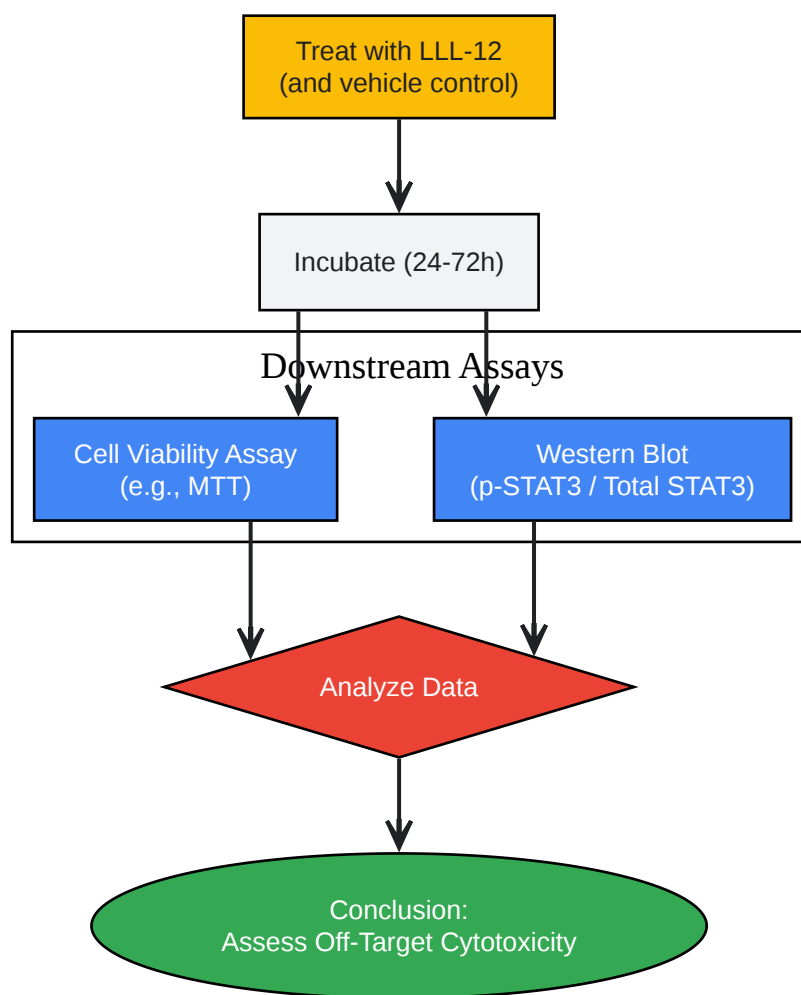 Treat with LLL-12
(and vehicle control)
Incubate (24-72h)
Downstream Assays
Cell Viability Assay
(e.g., MTT)
Western Blot
(p-STAT3 / Total STAT3)
Analyze Data
Conclusion:
Assess Off-Target Cytotoxicity